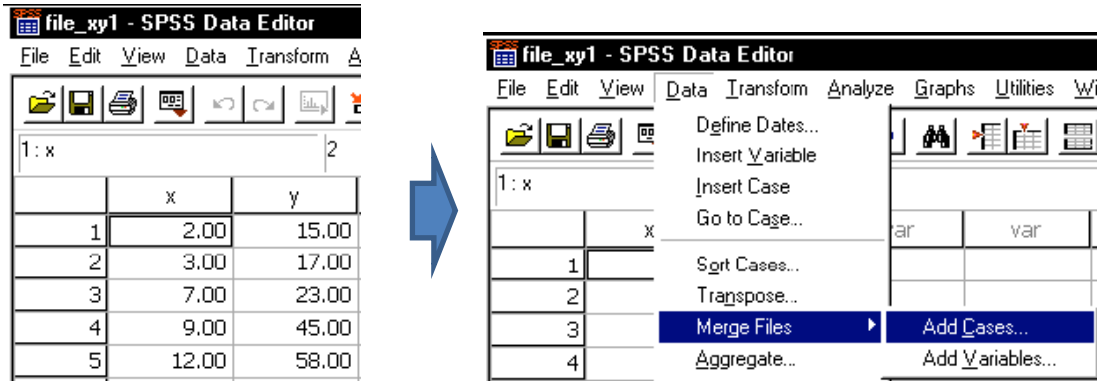 file_xy1 - SPSS Data Editor
File Edit View Data Transform A
1 : x 2
x y
1 2.00 15.00
2 3.00 17.00
3 7.00 23.00
4 9.00 45.00
5 12.00 58.00
file_xy1 - SPSS Data Editor
File Edit View Data Transform Analyze Graphs Utilities Wi
Define Dates...
Insert Variable
1 : x
Insert Case
Go to Case...
x ar var
1
Sort Cases...
2
Transpose...
3
Merge Files Add Cases...
4
Aggregate... Add Variables...